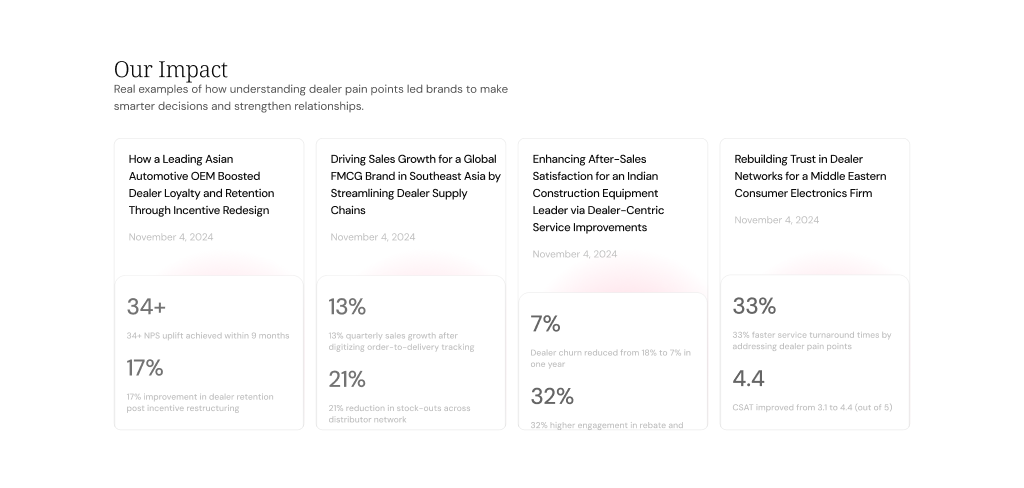 Our Impact
Real examples of how understanding dealer pain points led brands to make
smarter decisions and strengthen relationships.
How a Leading Asian
Automotive OEM Boosted
Dealer Loyalty and Retention
Through Incentive Redesign
November 4, 2024
34+
34+ NPS uplift achieved within 9 months
17%
17% improvement in dealer retention
post incentive restructuring
Driving Sales Growth for a Global
FMCG Brand in Southeast Asia by
Streamlining Dealer Supply
Chains
November 4, 2024
13%
13% quarterly sales growth after
digitizing order-to-delivery tracking
21%
21% reduction in stock-outs across
distributor network
Enhancing After-Sales
Satisfaction for an Indian
Construction Equipment
Leader via Dealer-Centric
Service Improvements
November 4, 2024
7%
Dealer churn reduced from 18% to 7% in
one year
32%
32% higher engagement in rebate and
Rebuilding Trust in Dealer
Networks for a Middle Eastern
Consumer Electronics Firm
November 4, 2024
33%
33% faster service turnaround times by
addressing dealer pain points
4.4
CSAT improved from 3.1 to 4.4 (out of 5)